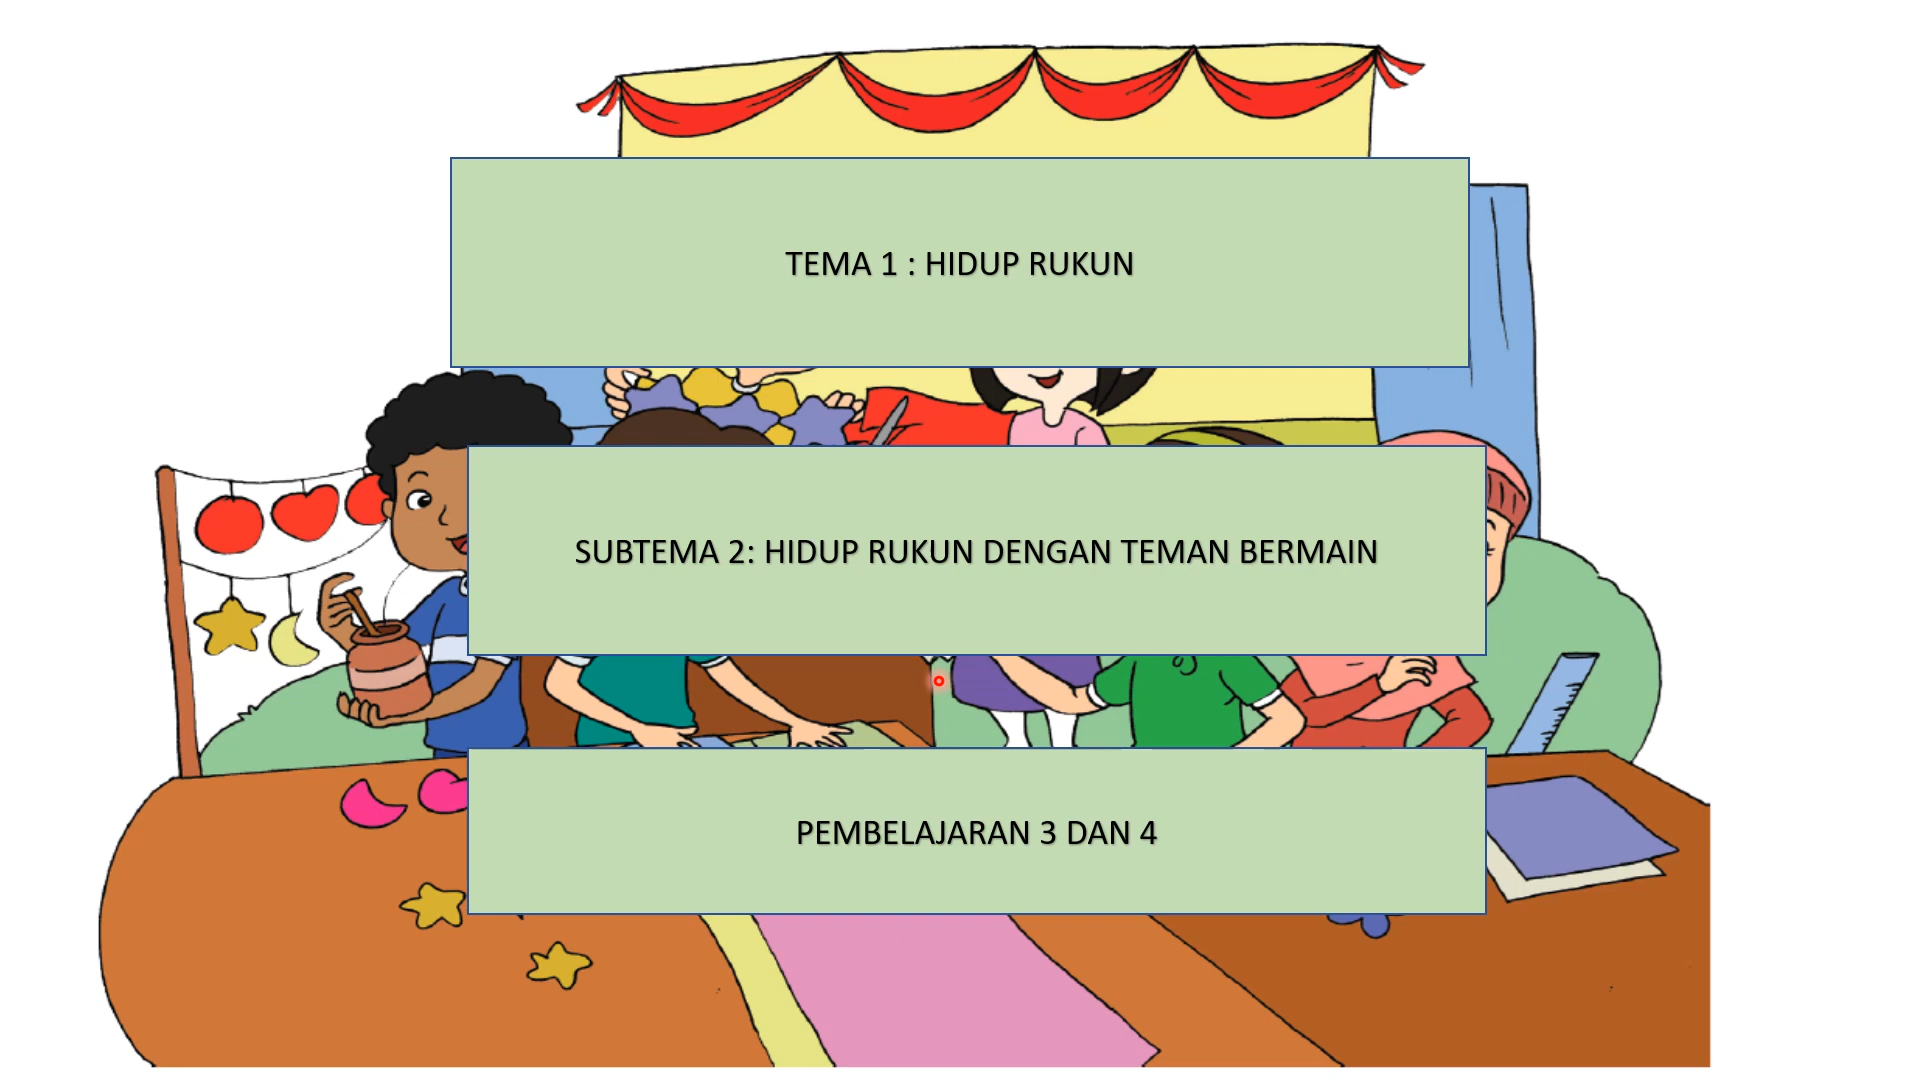 TEMA 1 : HIDUP RUKUN
SUBTEMA 2: HIDUP RUKUN DENGAN TEMAN BERMAIN
PEMBELAJARAN 3 DAN 4